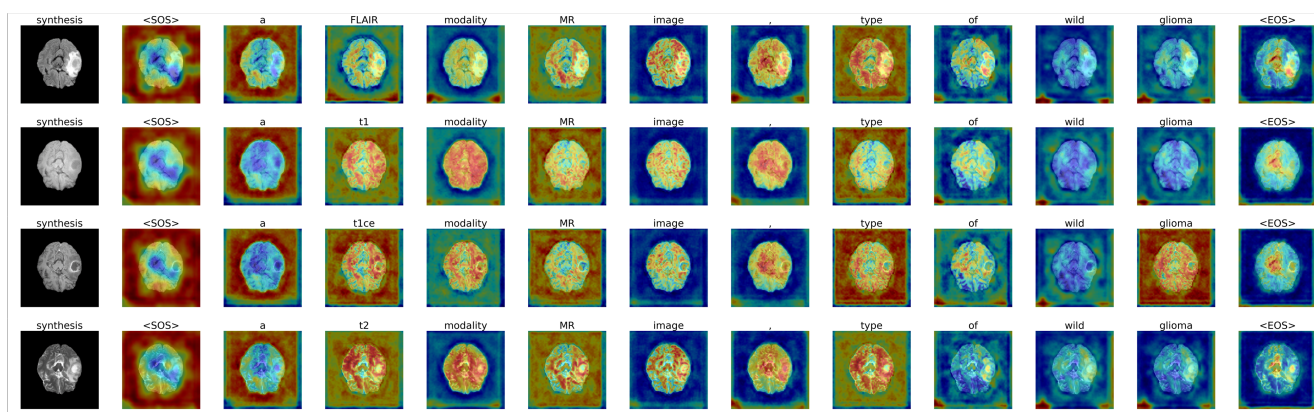 synthesis <SOS> a FLAIR modality MR image , type of wild glioma <EOS>
synthesis <SOS> a t1 modality MR image , type of wild glioma <EOS>
synthesis <SOS> a t1ce modality MR image , type of wild glioma <EOS>
synthesis <SOS> a t2 modality MR image , type of wild glioma <EOS>